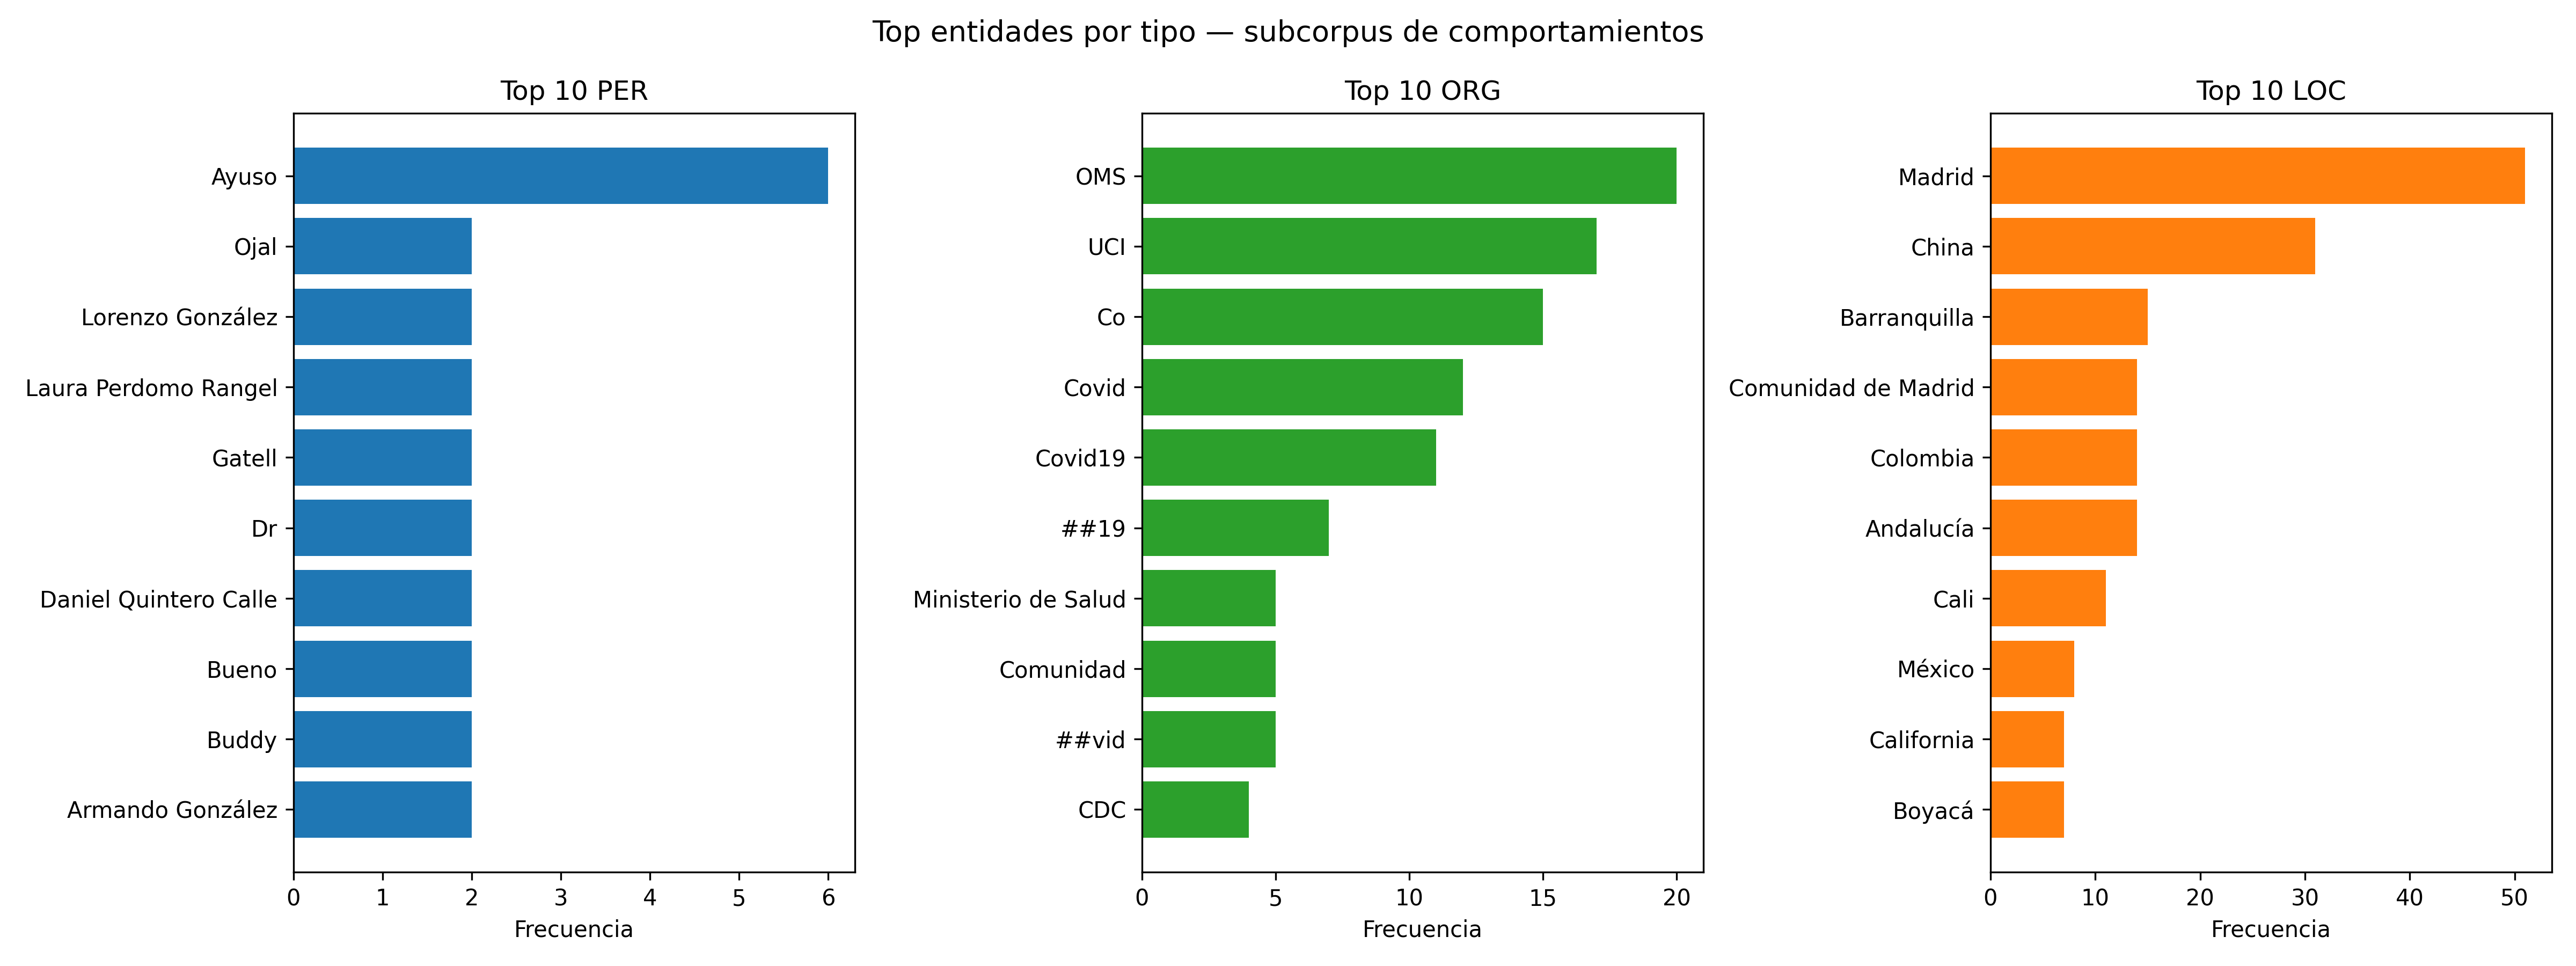 Top entidades por tipo — subcorpus de comportamientos
Top 10 PER
Ayuso
Ojal
Lorenzo González
Laura Perdomo Rangel
Gatell
Dr
Daniel Quintero Calle
Bueno
Buddy
Armando González
0 1 2 3 4 5 6
Frecuencia
Top 10 ORG
OMS
UCI
Co
Covid
Covid19
##19
Ministerio de Salud
Comunidad
##vid
CDC
0 5 10 15 20
Frecuencia
Top 10 LOC
Madrid
China
Barranquilla
Comunidad de Madrid
Colombia
Andalucía
Cali
México
California
Boyacá
0 10 20 30 40 50
Frecuencia